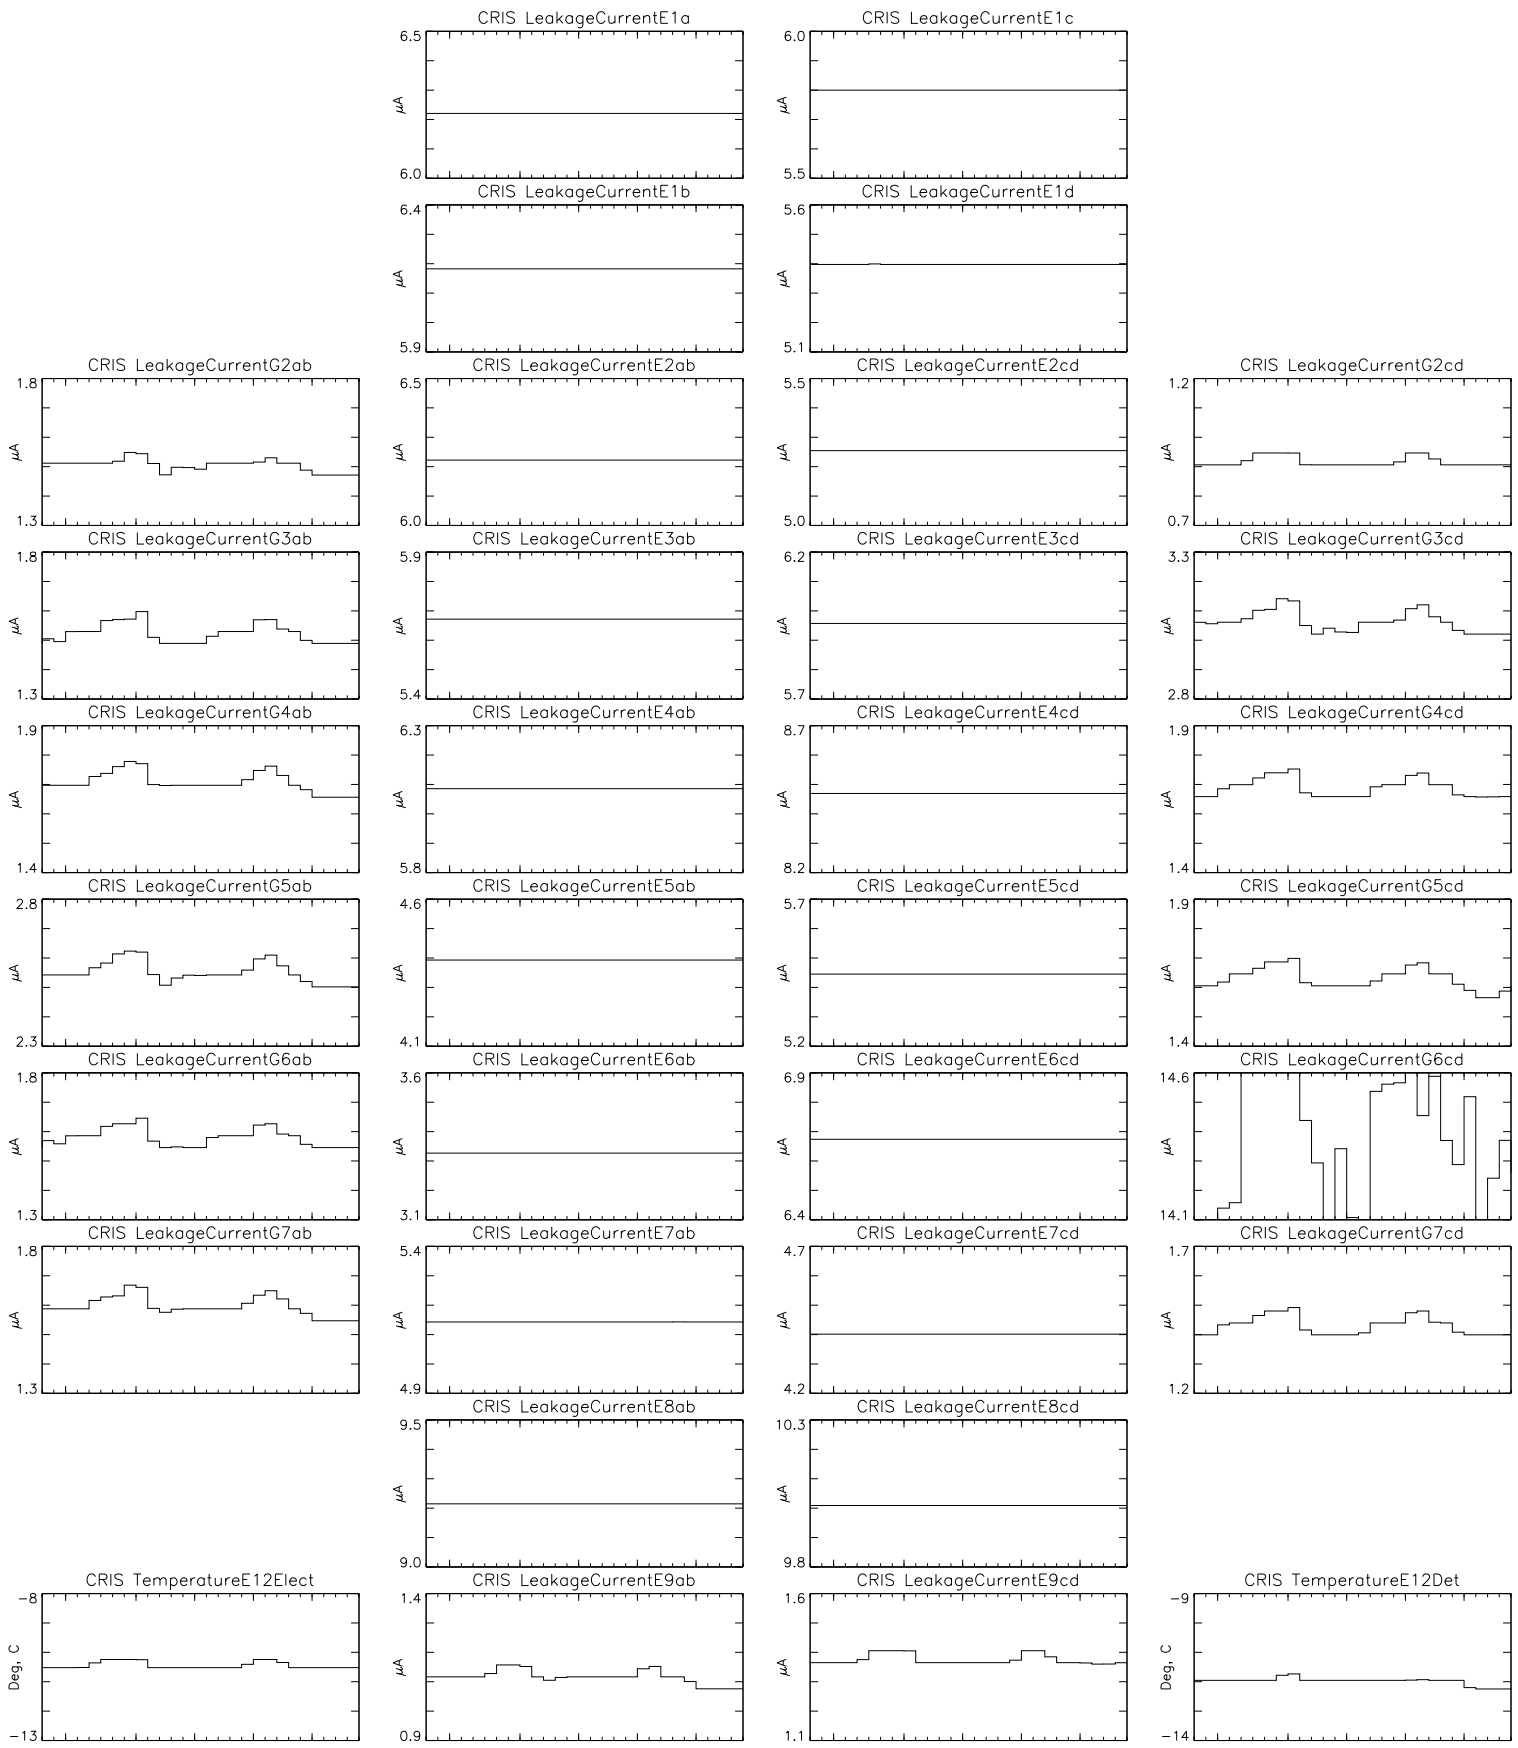 CRIS LeakageCurrentE1a CRIS LeakageCurrentE1c
6.5 6.0
μA μA
6.0 5.5
CRIS LeakageCurrentE1b CRIS LeakageCurrentE1d
6.4 5.6
μA μA
5.9 5.1
CRIS LeakageCurrentG2ab CRIS LeakageCurrentE2ab CRIS LeakageCurrentE2cd CRIS LeakageCurrentG2cd
1.8 6.5 5.5 1.2
μA μA μA μA
1.3 6.0 5.0 0.7
CRIS LeakageCurrentG3ab CRIS LeakageCurrentE3ab CRIS LeakageCurrentE3cd CRIS LeakageCurrentG3cd
1.8 5.9 6.2 3.3
μA μA μA μA
1.3 5.4 5.7 2.8
CRIS LeakageCurrentG4ab CRIS LeakageCurrentE4ab CRIS LeakageCurrentE4cd CRIS LeakageCurrentG4cd
1.9 6.3 8.7 1.9
μA μA μA μA
1.4 5.8 8.2 1.4
CRIS LeakageCurrentG5ab CRIS LeakageCurrentE5ab CRIS LeakageCurrentE5cd CRIS LeakageCurrentG5cd
2.8 4.6 5.7 1.9
μA μA μA μA
2.3 4.1 5.2 1.4
CRIS LeakageCurrentG6ab CRIS LeakageCurrentE6ab CRIS LeakageCurrentE6cd CRIS LeakageCurrentG6cd
1.8 3.6 6.9 14.6
μA μA μA μA
1.3 3.1 6.4 14.1
CRIS LeakageCurrentG7ab CRIS LeakageCurrentE7ab CRIS LeakageCurrentE7cd CRIS LeakageCurrentG7cd
1.8 5.4 4.7 1.7
μA μA μA μA
1.3 4.9 4.2 1.2
CRIS LeakageCurrentE8ab CRIS LeakageCurrentE8cd
9.5 10.3
μA μA
9.0 9.8
CRIS TemperatureE12Elect CRIS LeakageCurrentE9ab CRIS LeakageCurrentE9cd CRIS TemperatureE12Det
-8 1.4 1.6 -9
Deg, C μA μA Deg, C
-13 0.9 1.1 -14